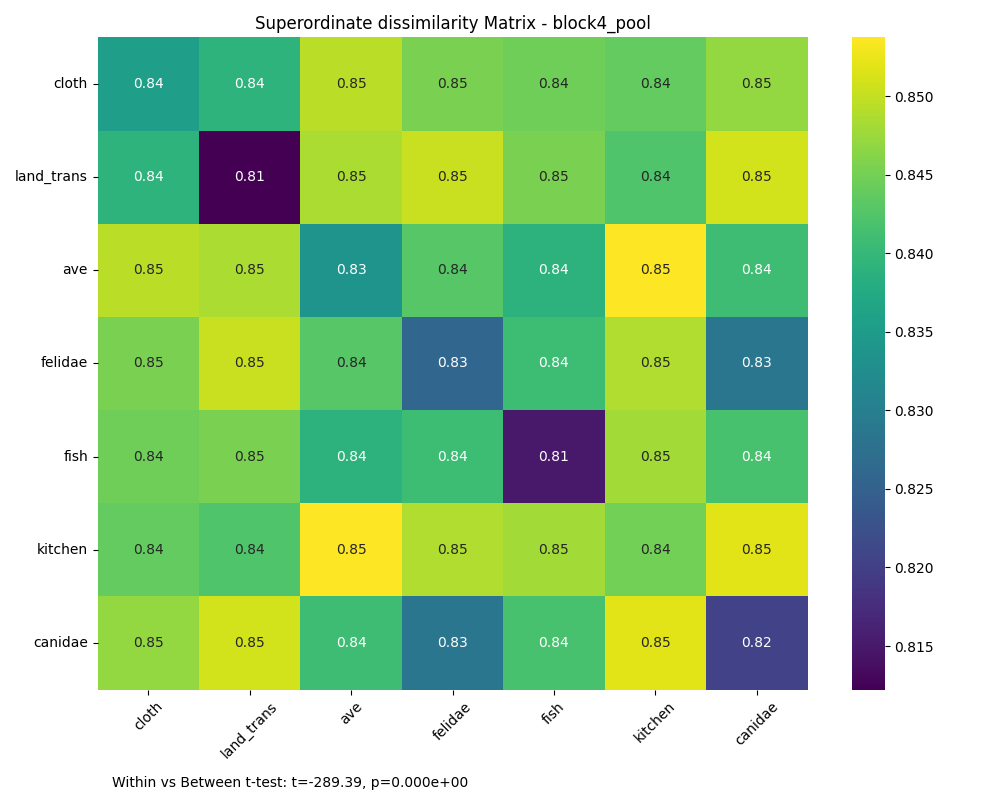 Superordinate dissimilarity Matrix - block4_pool
cloth 0.84 0.84 0.85 0.85 0.84 0.84 0.85
land_trans 0.84 0.81 0.85 0.85 0.85 0.84 0.85
ave 0.85 0.85 0.83 0.84 0.84 0.85 0.84
felidae 0.85 0.85 0.84 0.83 0.84 0.85 0.83
fish 0.84 0.85 0.84 0.84 0.81 0.85 0.84
kitchen 0.84 0.84 0.85 0.85 0.85 0.84 0.85
canidae 0.85 0.85 0.84 0.83 0.84 0.85 0.82
cloth land_trans ave felidae fish kitchen canidae
0.850
0.845
0.840
0.835
0.830
0.825
0.820
0.815
Within vs Between t-test: t=-289.39, p=0.000e+00